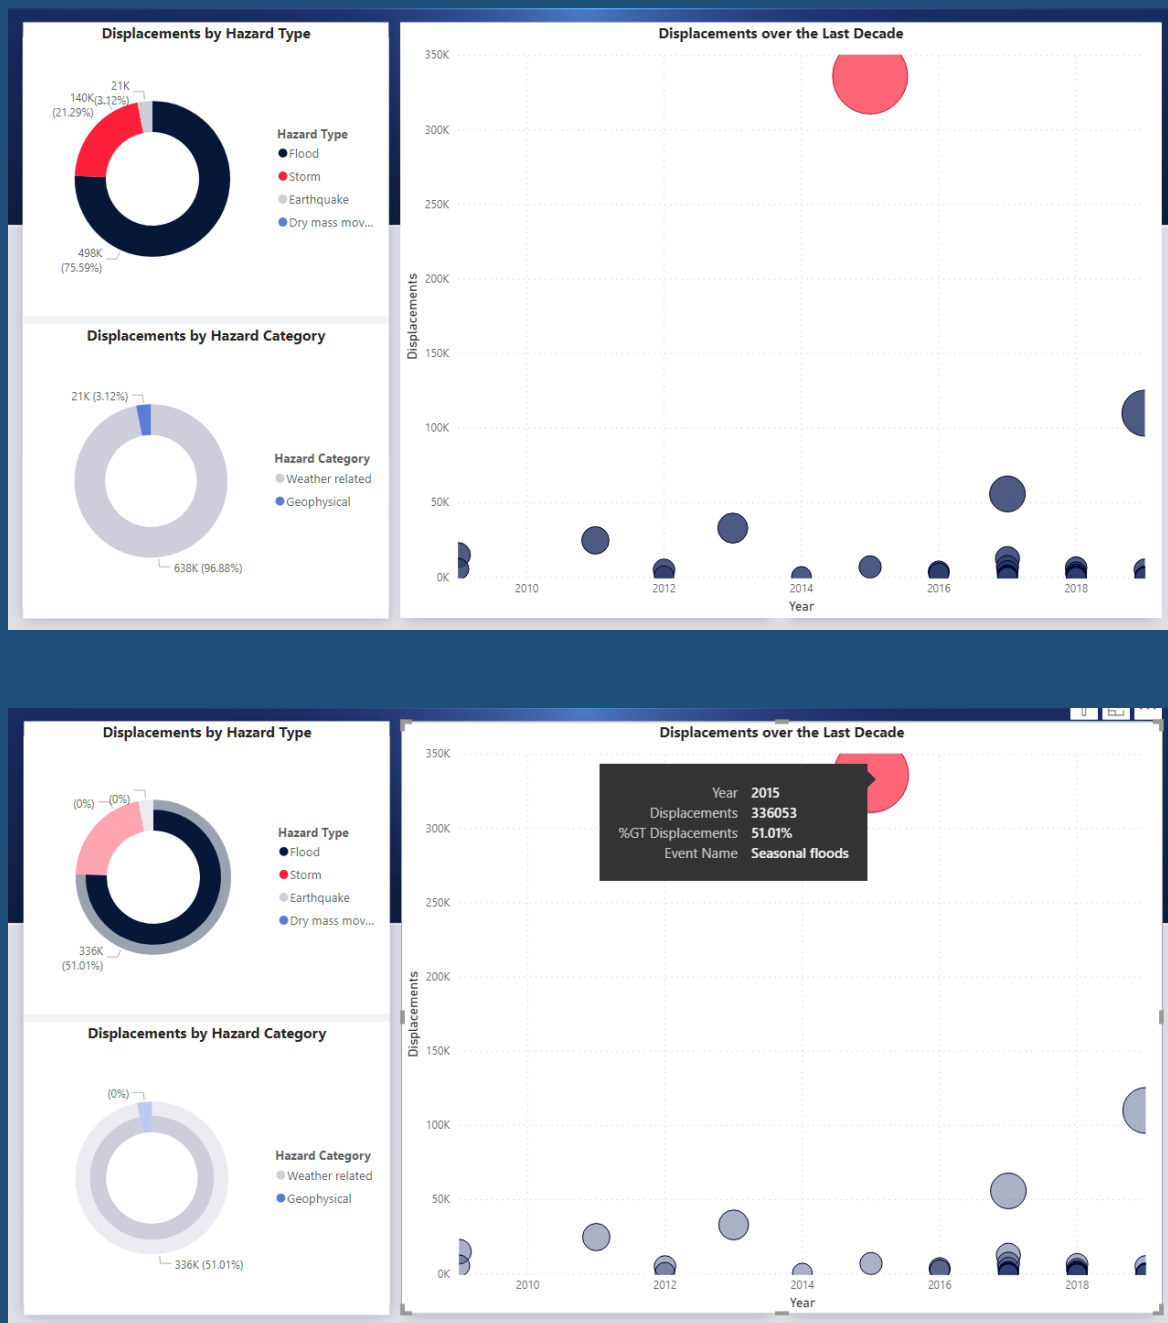 Displacements by Hazard Type
21K
(3.12%)
140K
(21.29%)
498K
(75.59%)
Hazard Type
Flood
Storm
Earthquake
Dry mass mov...
Displacements by Hazard Category
21K (3.12%)
638K (96.88%)
Hazard Category
Weather related
Geophysical
Displacements over the Last Decade
Displacements
350K
300K
250K
200K
150K
100K
50K
0K
2010 2012 2014 2016 2018
Year
Displacements by Hazard Type
(0%)
(0%)
336K
(51.01%)
Hazard Type
Flood
Storm
Earthquake
Dry mass mov...
Displacements by Hazard Category
(0%)
336K (51.01%)
Hazard Category
Weather related
Geophysical
Displacements over the Last Decade
Year 2015
Displacements 336053
%GT Displacements 51.01%
Event Name Seasonal floods
Displacements
350K
300K
250K
200K
150K
100K
50K
0K
2010 2012 2014 2016 2018
Year